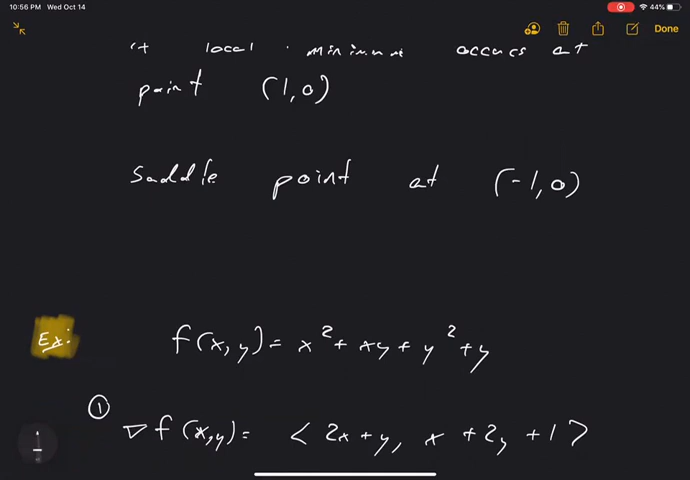 10:56 PM Wed Oct 14
44%
Done
local minimum occurs at
point (1,0)
Saddle point at (-1,0)
Ex: f(x,y)= x² + xy + y² + y
①
∇f(x,y)= < 2x+y, x +2y +1 >